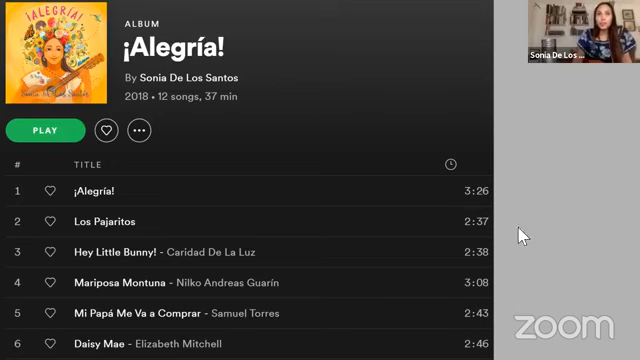 ¡ALEGRÍA!
ALBUM
¡Alegría!
By Sonia De Los Santos
2018 • 12 songs, 37 min
PLAY
# TITLE
1 ¡Alegría! 3:26
2 Los Pajaritos 2:37
3 Hey Little Bunny! - Caridad De La Luz 2:38
4 Mariposa Montuna - Nilko Andreas Guarín 3:08
5 Mi Papá Me Va a Comprar - Samuel Torres 2:43
6 Daisy Mae - Elizabeth Mitchell 2:46
Sonia De Los ...
zoom